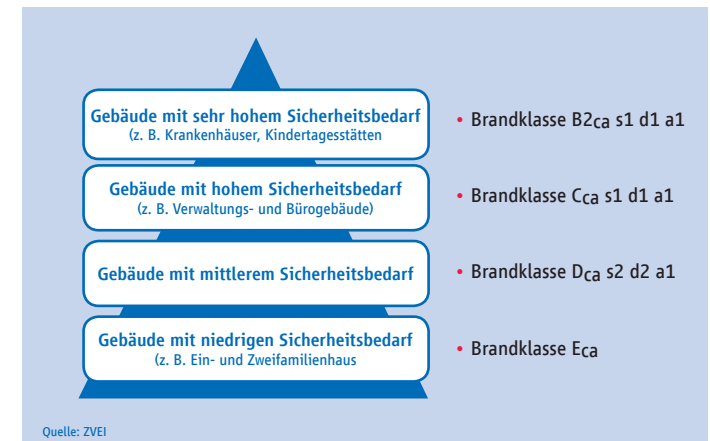 Gebäude mit sehr hohem Sicherheitsbedarf
(z. B. Krankenhäuser, Kindertagesstätten
• Brandklasse B2ca s1 d1 a1
Gebäude mit hohem Sicherheitsbedarf
(z. B. Verwaltungs- und Bürogebäude)
• Brandklasse Cca s1 d1 a1
Gebäude mit mittlerem Sicherheitsbedarf
• Brandklasse Dca s2 d2 a1
Gebäude mit niedrigen Sicherheitsbedarf
(z. B. Ein- und Zweifamilienhaus
• Brandklasse Eca
Quelle: ZVEI